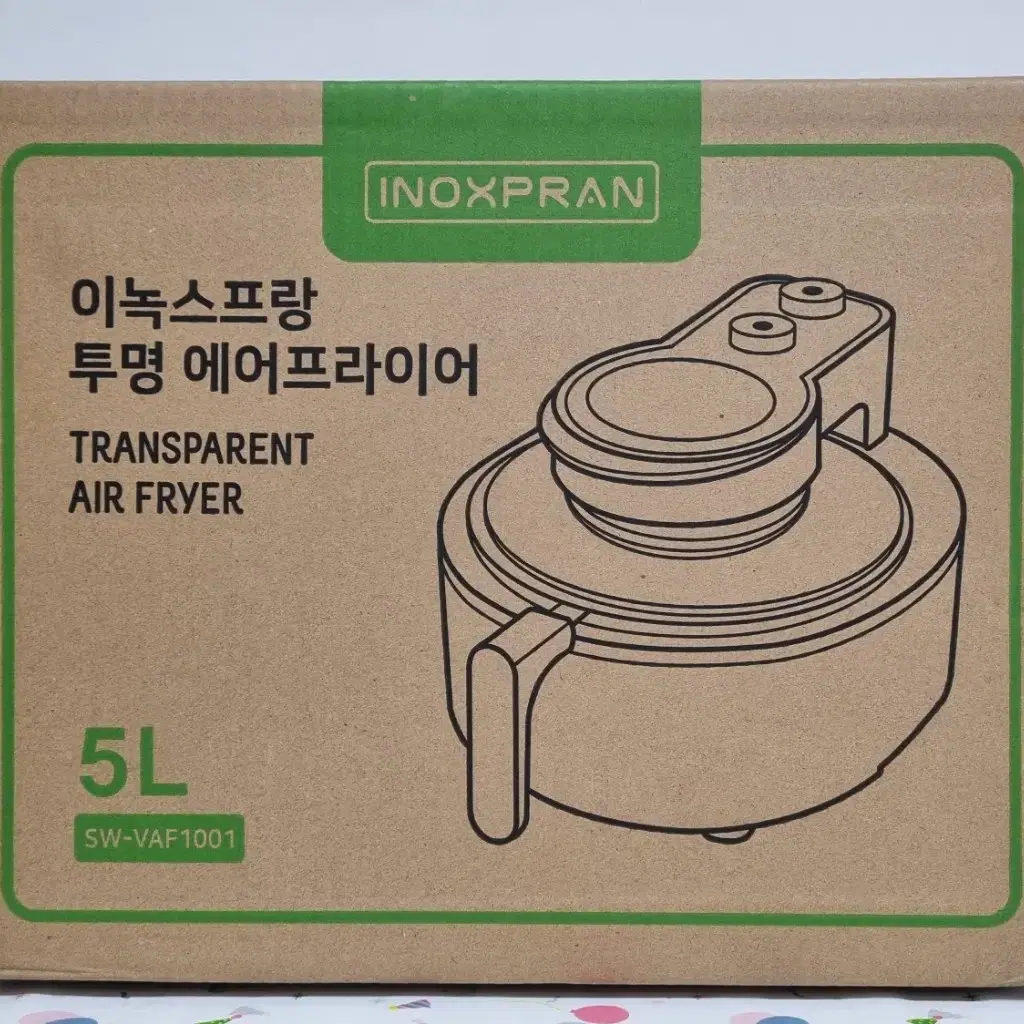 INOXPRAN
이녹스프랑
투명 에어프라이어
TRANSPARENT
AIR FRYER
5L
SW-VAF1001